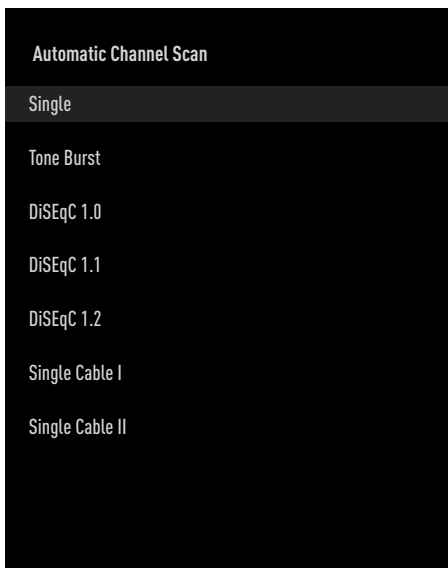 Automatic Channel Scan
Single
Tone Burst
DiSEqC 1.0
DiSEqC 1.1
DiSEqC 1.2
Single Cable I
Single Cable II